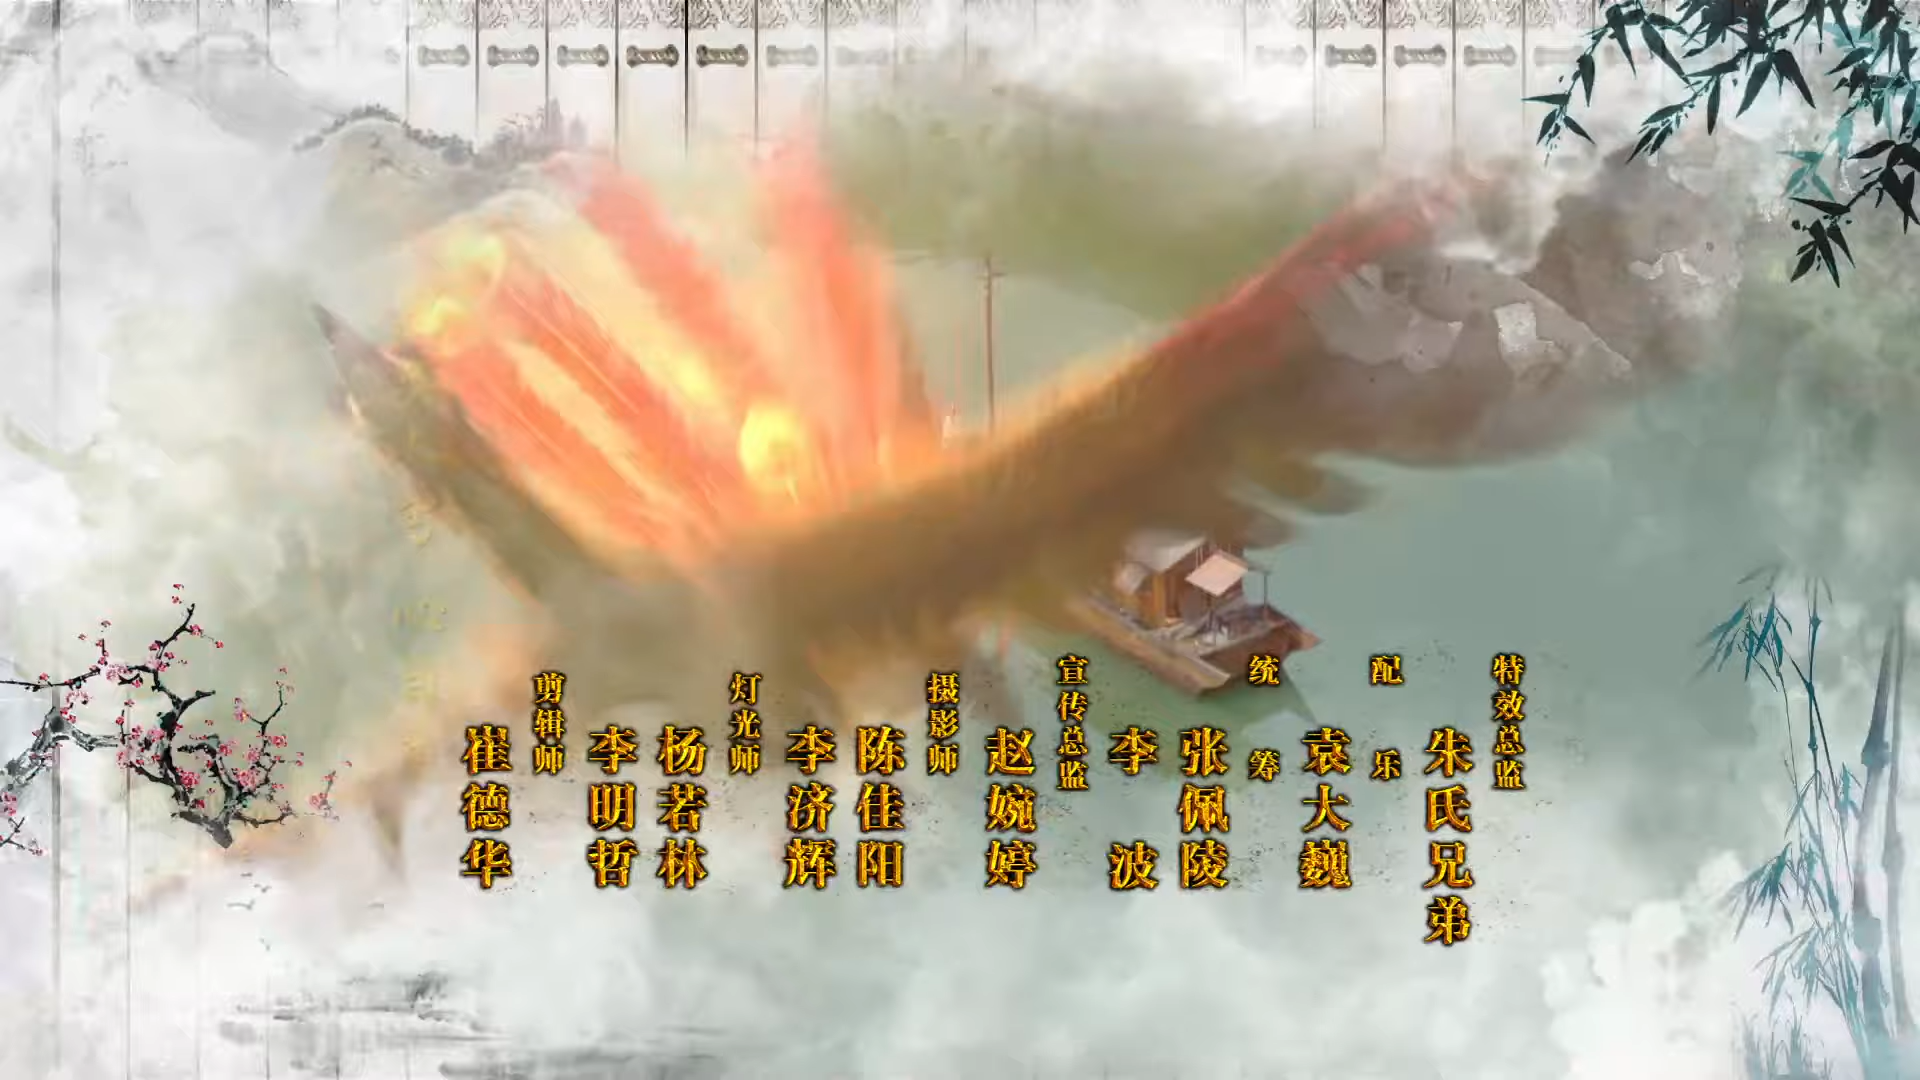 特效总监
朱氏兄弟
配乐
袁大巍
统筹
张佩陵
李波
宣传总监
赵婉婷
摄影师
陈佳阳
李济辉
灯光师
杨若林
李明哲
剪辑师
崔德华